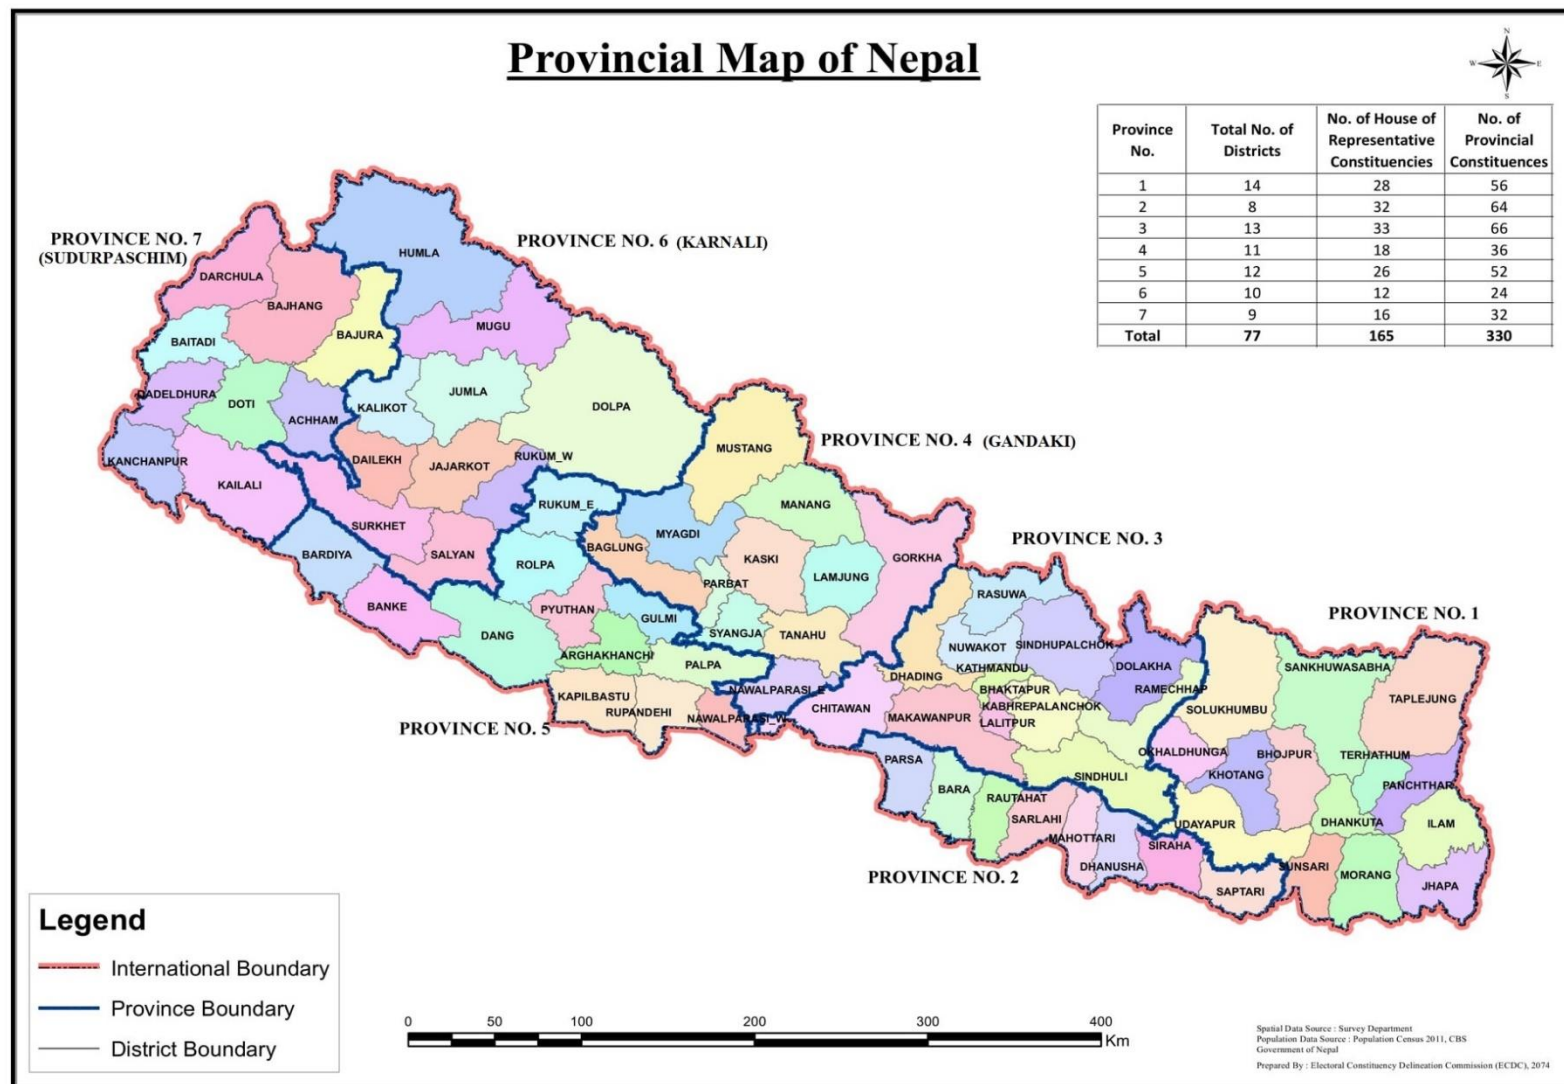 Provincial Map of Nepal
N
W E
S
Province No. Total No. of Districts No. of House of Representative Constituencies No. of Provincial Constituences
1 14 28 56
2 8 32 64
3 13 33 66
4 11 18 36
5 12 26 52
6 10 12 24
7 9 16 32
Total 77 165 330
PROVINCE NO. 7
(SUDURPASCHIM)
PROVINCE NO. 6 (KARNALI)
PROVINCE NO. 4 (GANDAKI)
PROVINCE NO. 3
PROVINCE NO. 1
PROVINCE NO. 5
PROVINCE NO. 2
HUMLA
DARCHULA
BAJHANG
BAJURA
MUGU
BAITADI
DADELDHURA
DOTI
ACHHAM
KALIKOT
JUMLA
DOLPA
KANCHANPUR
KAILALI
DAILEKH
JAJARKOT
RUKUM_W
RUKUM_E
SURKHET
SALYAN
BARDIYA
BANKE
ROLPA
DANG
PYUTHAN
GULMI
ARGHAKHANCHI
PALPA
KAPILBASTU
RUPANDEHI
NAWALPARASI_W
NAWALPARASI_E
MUSTANG
MANANG
MYAGDI
BAGLUNG
KASKI
PARBAT
LAMJUNG
GORKHA
SYANGJA
TANAHU
CHITAWAN
RASUWA
NUWAKOT
SINDHUPALCHOK
KATHMANDU
DHADING
BHAKTAPUR
KABHREPALANCHOK
LALITPUR
MAKAWANPUR
DOLAKHA
RAMECHHAP
SINDHULI
PARSA
BARA
RAUTAHAT
SARLAHI
MAHOTTARI
DHANUSHA
SIRAHA
SAPTARI
SOLUKHUMBU
SANKHUWASABHA
TAPLEJUNG
OKHALDHUNGA
KHOTANG
BHOJPUR
TERHATHUM
PANCHTHAR
UDAYAPUR
DHANKUTA
ILAM
SUNSARI
MORANG
JHAPA
Legend
International Boundary
Province Boundary
District Boundary
0 50 100 200 300 400
Km
Spatial Data Source : Survey Department
Population Data Source : Population Census 2011, CBS
Government of Nepal
Prepared By : Electoral Constituency Delineation Commission (ECDC), 2074